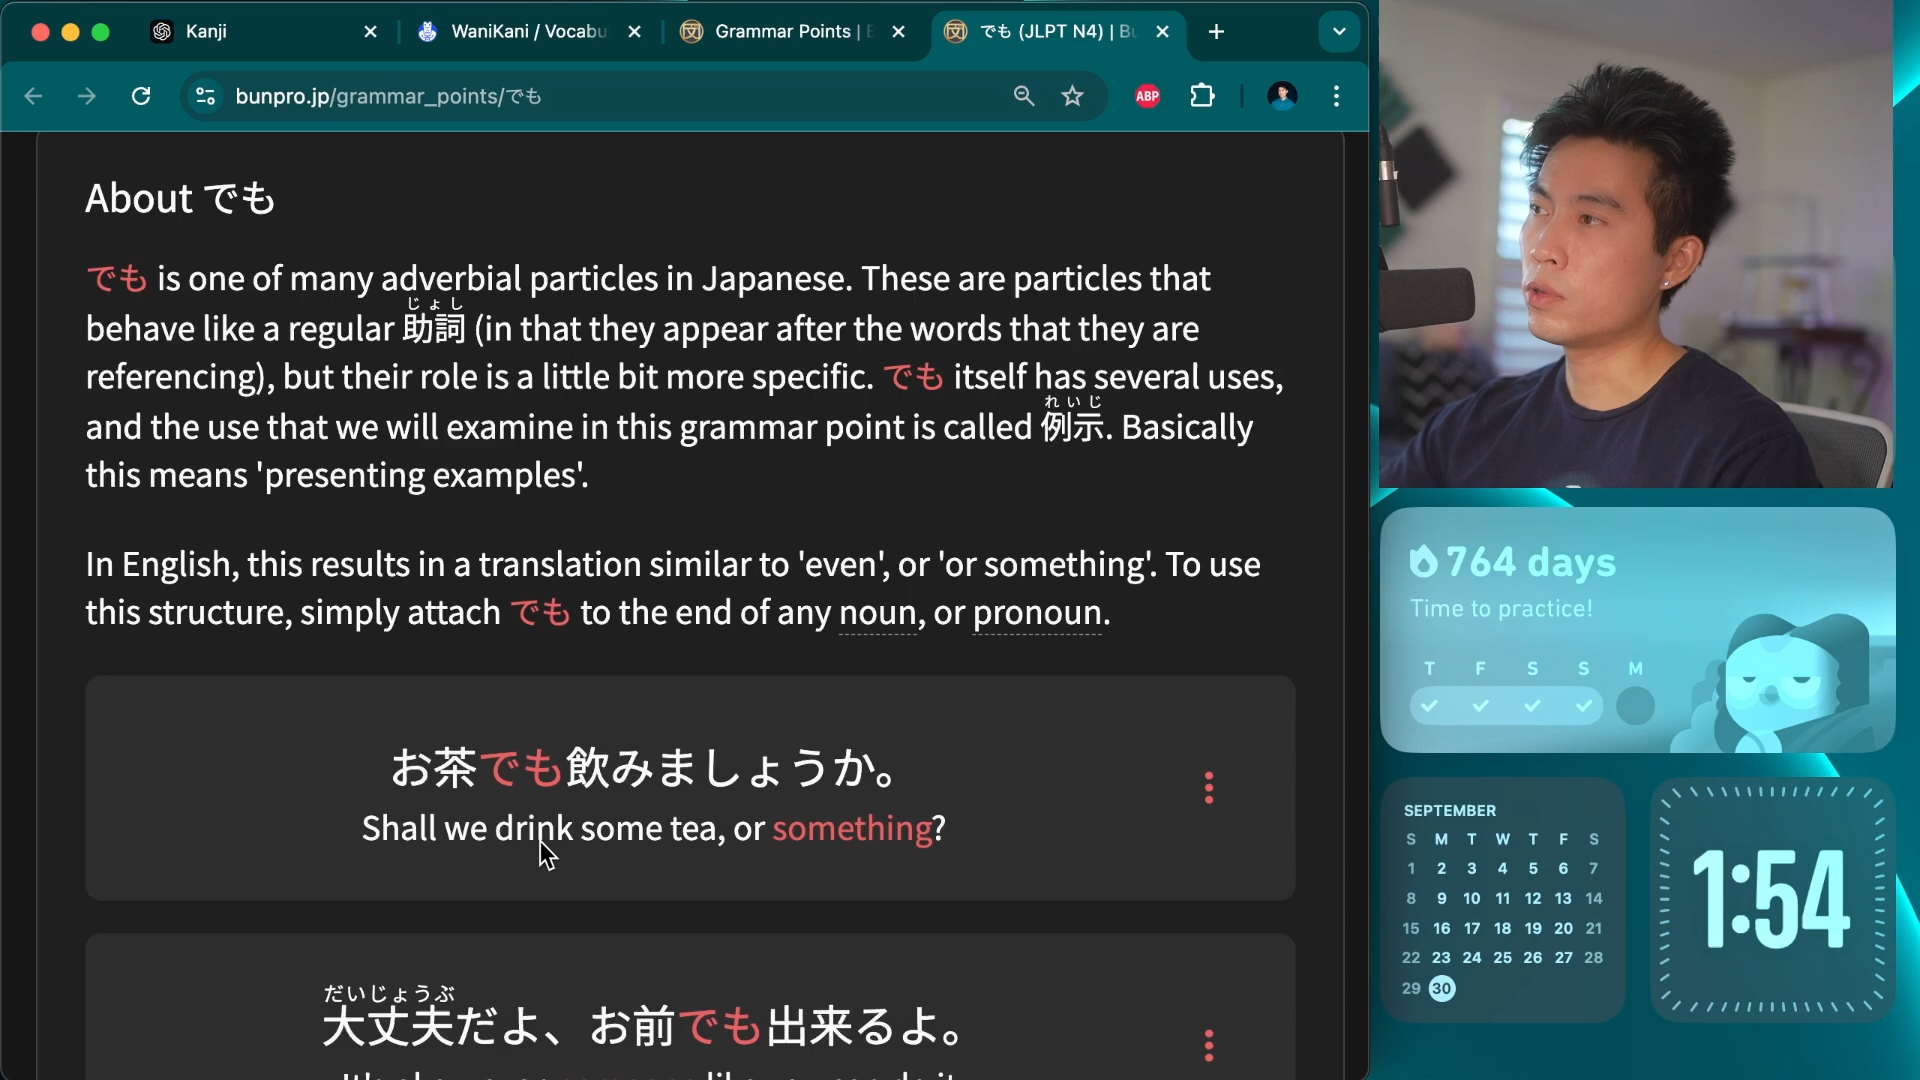 Kanji
WaniKani / Vocabu
Grammar Points | B
でも (JLPT N4) | Bu
bunpro.jp/grammar_points/でも
ABP
About でも
でも is one of many adverbial particles in Japanese. These are particles that
じょし
behave like a regular 助詞 (in that they appear after the words that they are
referencing), but their role is a little bit more specific. でも itself has several uses,
れいじ
and the use that we will examine in this grammar point is called 例示. Basically
this means 'presenting examples'.
In English, this results in a translation similar to 'even', or 'or something'. To use
this structure, simply attach でも to the end of any noun, or pronoun.
お茶でも飲みましょうか。
Shall we drink some tea, or something?
だいじょうぶ
大丈夫だよ、お前でも出来るよ。
764 days
Time to practice!
T F S S M
SEPTEMBER
S M T W T F S
1 2 3 4 5 6 7
8 9 10 11 12 13 14
15 16 17 18 19 20 21
22 23 24 25 26 27 28
29 30
1:54